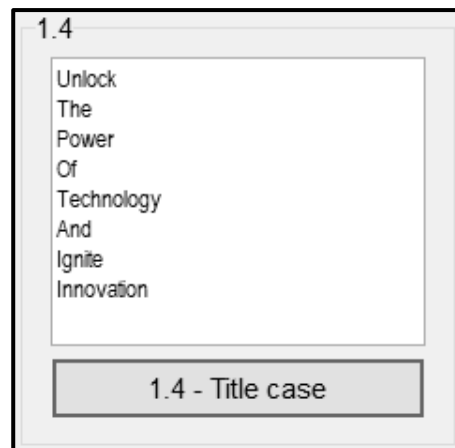 1.4
Unlock
The
Power
Of
Technology
And
Ignite
Innovation
1.4 - Title case